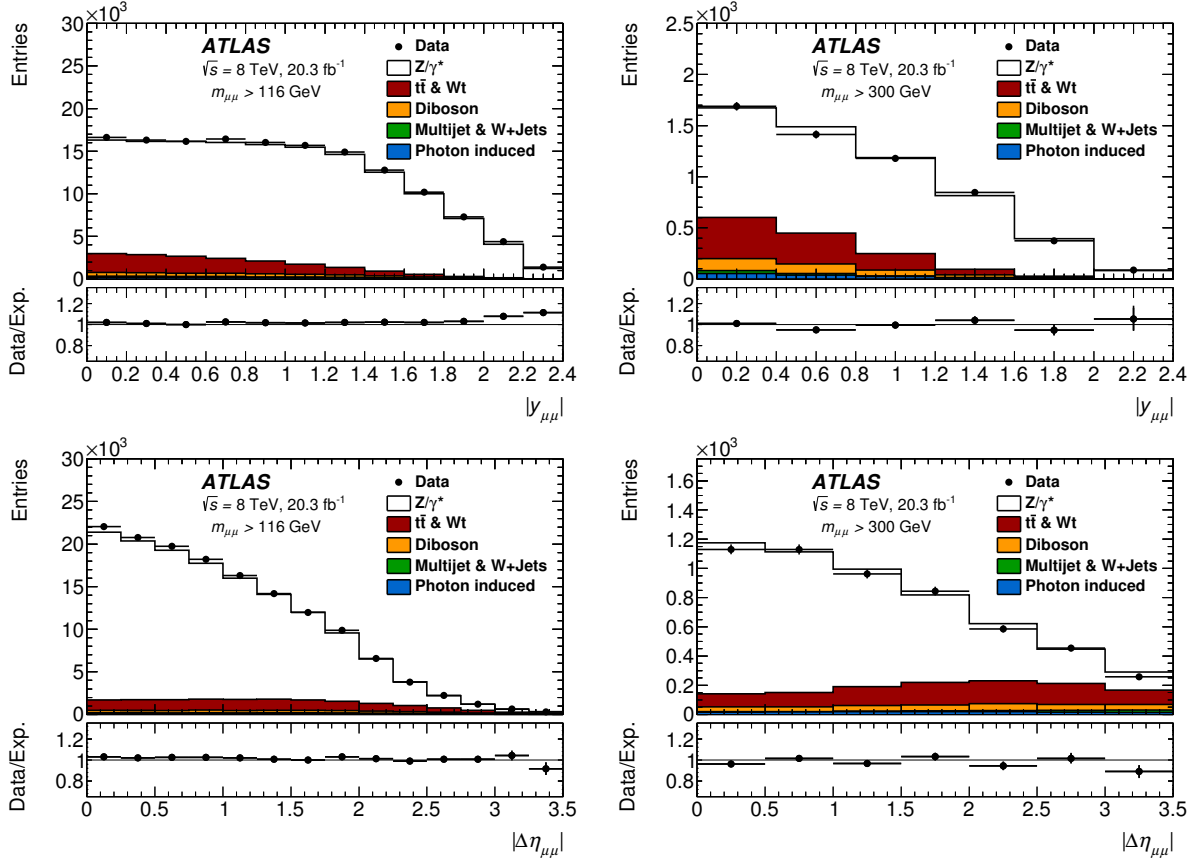 ×10³
Entries
30
25
20
15
10
5
0
ATLAS
√s = 8 TeV, 20.3 fb⁻¹
m_μμ > 116 GeV
Data
Z/γ*
tt̄ & Wt
Diboson
Multijet & W+Jets
Photon induced
Data/Exp.
1.2
1
0.8
0 0.2 0.4 0.6 0.8 1 1.2 1.4 1.6 1.8 2 2.2 2.4
|y_μμ|
×10³
Entries
2.5
2
1.5
1
0.5
0
ATLAS
√s = 8 TeV, 20.3 fb⁻¹
m_μμ > 300 GeV
Data
Z/γ*
tt̄ & Wt
Diboson
Multijet & W+Jets
Photon induced
Data/Exp.
1.2
1
0.8
0 0.2 0.4 0.6 0.8 1 1.2 1.4 1.6 1.8 2 2.2 2.4
|y_μμ|
×10³
Entries
30
25
20
15
10
5
0
ATLAS
√s = 8 TeV, 20.3 fb⁻¹
m_μμ > 116 GeV
Data
Z/γ*
tt̄ & Wt
Diboson
Multijet & W+Jets
Photon induced
Data/Exp.
1.2
1
0.8
0 0.5 1 1.5 2 2.5 3 3.5
|Δη_μμ|
×10³
Entries
1.6
1.4
1.2
1
0.8
0.6
0.4
0.2
0
ATLAS
√s = 8 TeV, 20.3 fb⁻¹
m_μμ > 300 GeV
Data
Z/γ*
tt̄ & Wt
Diboson
Multijet & W+Jets
Photon induced
Data/Exp.
1.2
1
0.8
0 0.5 1 1.5 2 2.5 3 3.5
|Δη_μμ|